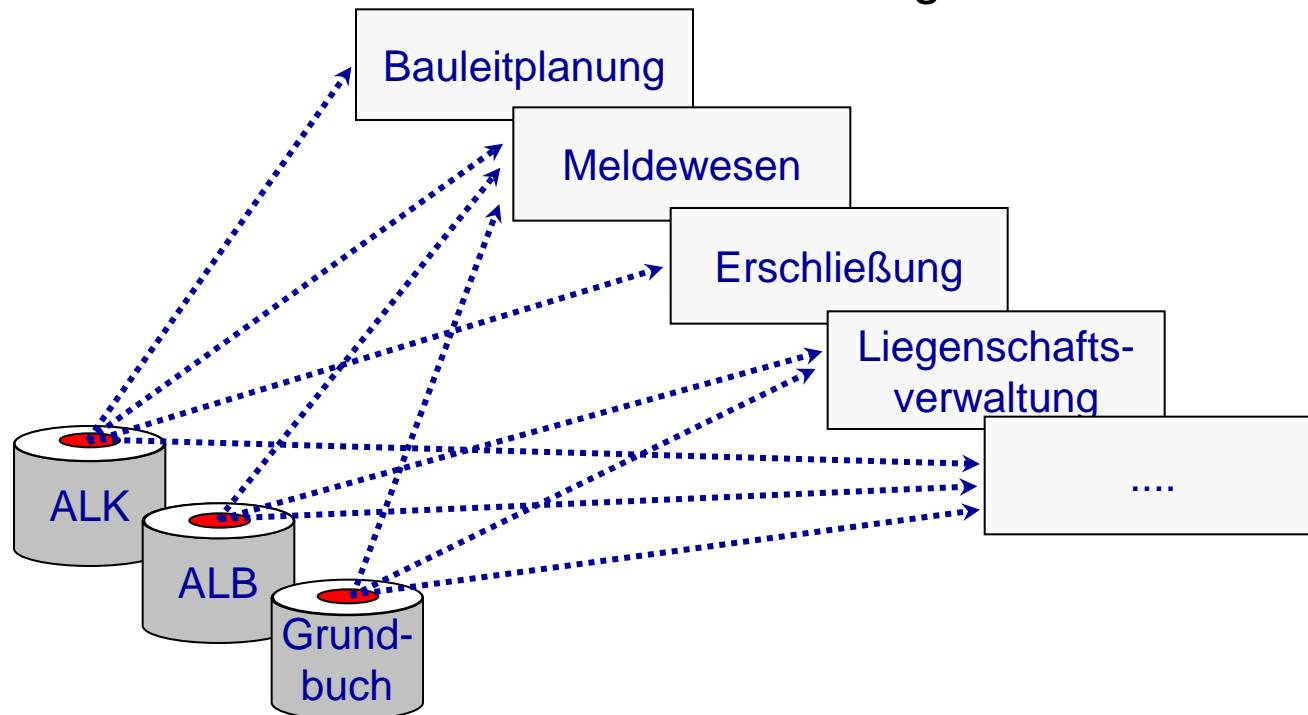 Bauleitplanung
Meldewesen
Erschließung
Liegenschafts-
verwaltung
....
ALK
ALB
Grund-
buch